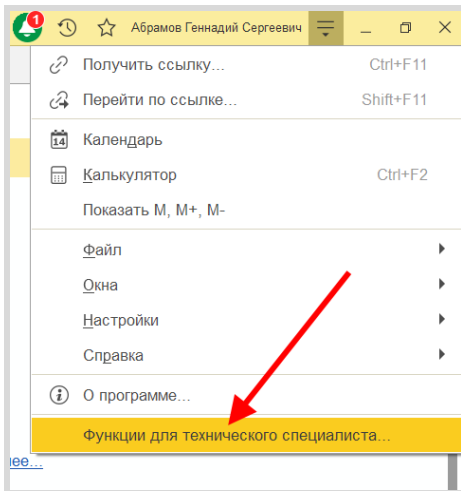 1
Абрамов Геннадий Сергеевич
Получить ссылку... Ctrl+F11
Перейти по ссылке... Shift+F11
14 Календарь
Калькулятор Ctrl+F2
Показать M, M+, M-
Файл
Окна
Настройки
Справка
О программе...
Функции для технического специалиста...
ее...